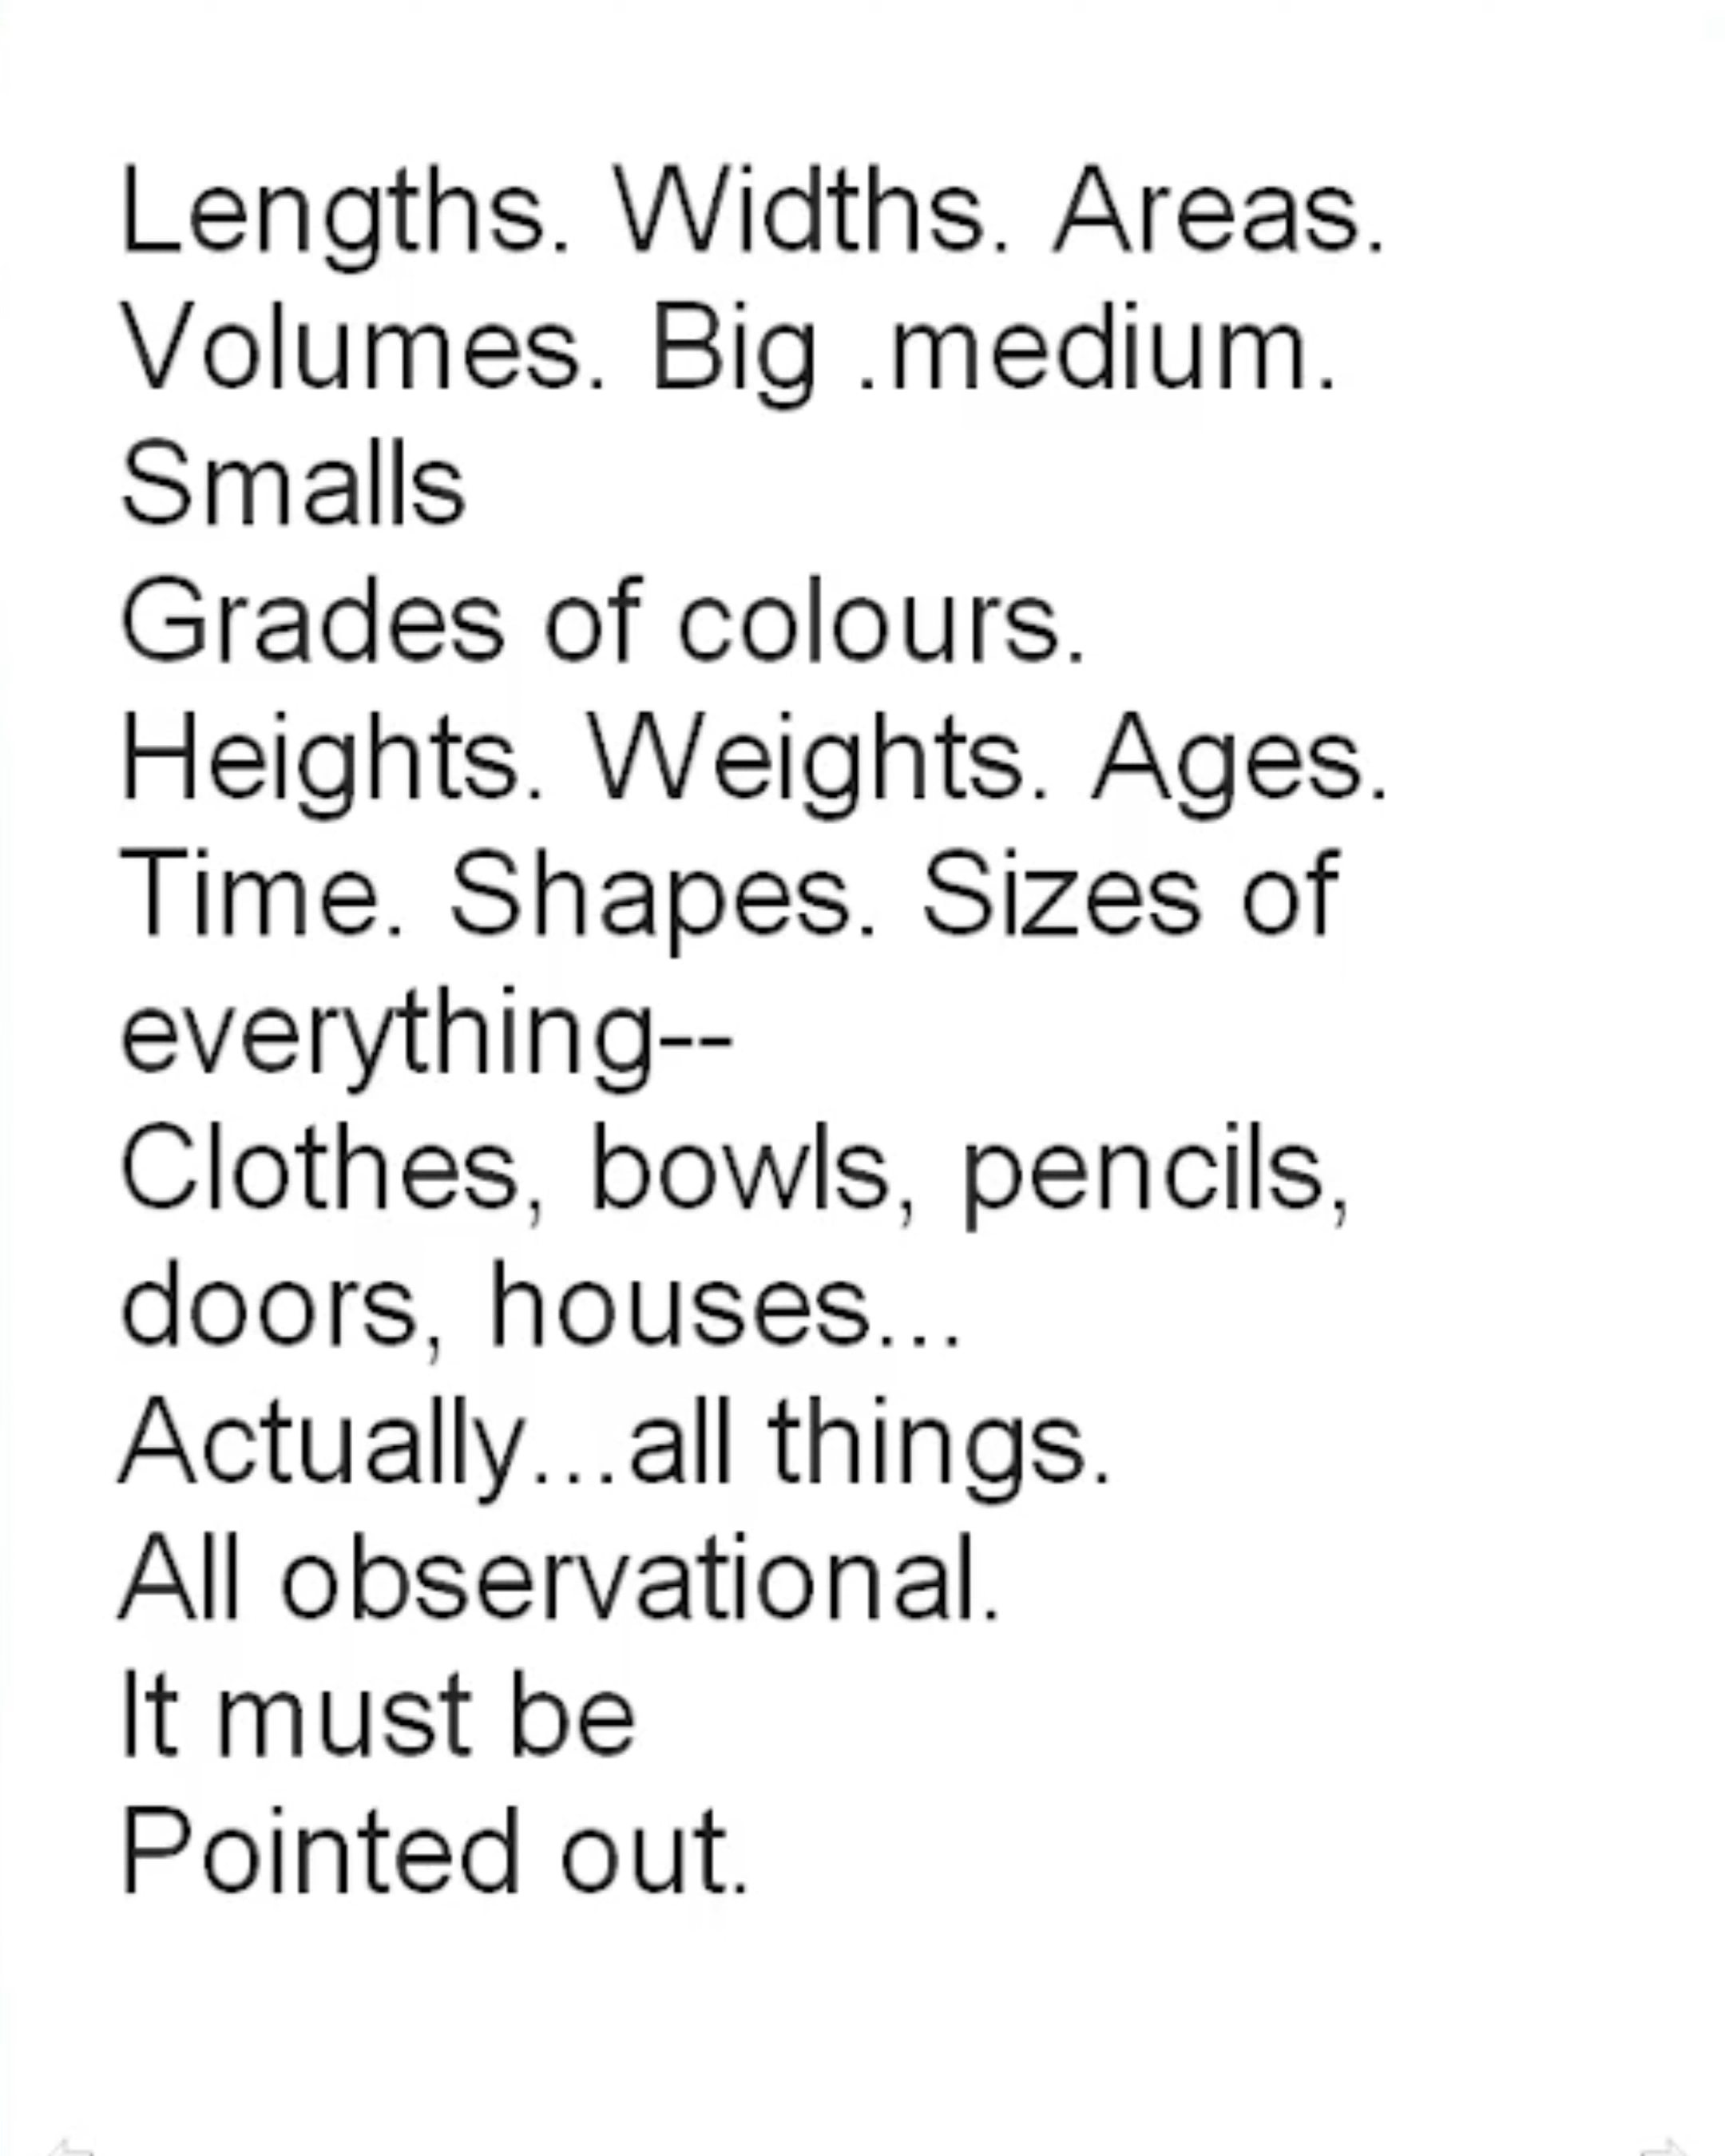 Lengths. Widths. Areas.
Volumes. Big .medium.
Smalls
Grades of colours.
Heights. Weights. Ages.
Time. Shapes. Sizes of
everything--
Clothes, bowls, pencils,
doors, houses...
Actually...all things.
All observational.
It must be
Pointed out.